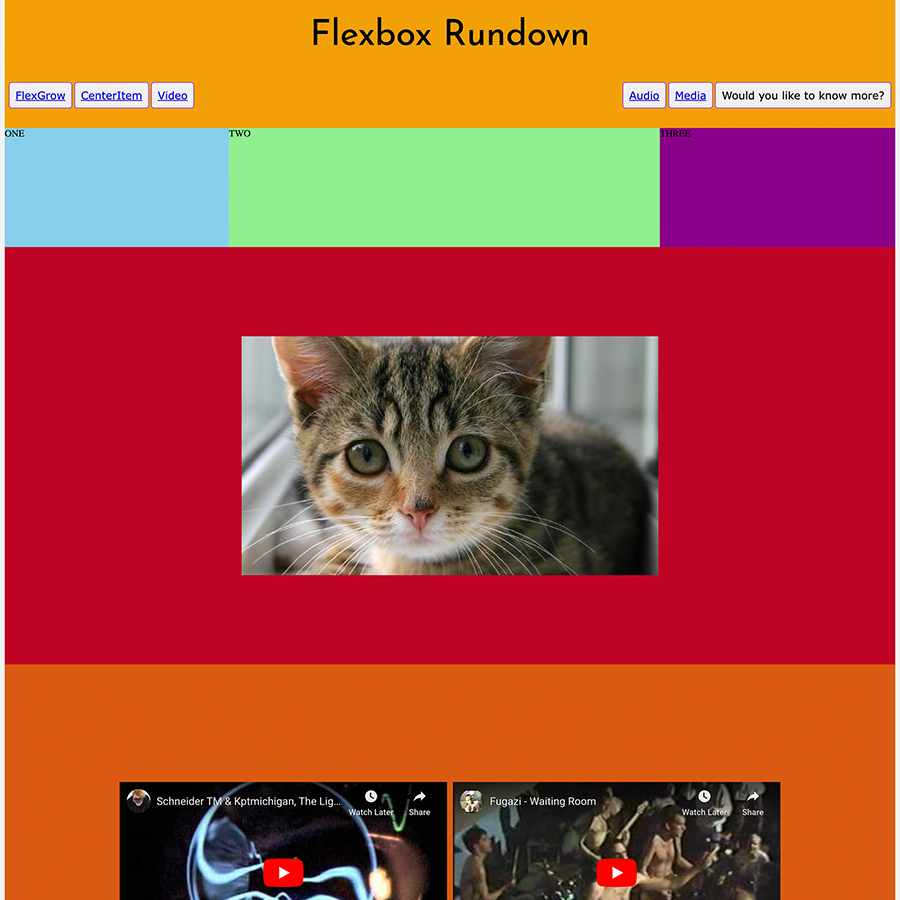 Flexbox Rundown
FlexGrow CenterItem Video Audio Media Would you like to know more?
ONE TWO THREE
Schneider TM & Kptmichigan, The Lig... Watch Later Share Fugazi - Waiting Room Watch Later Share